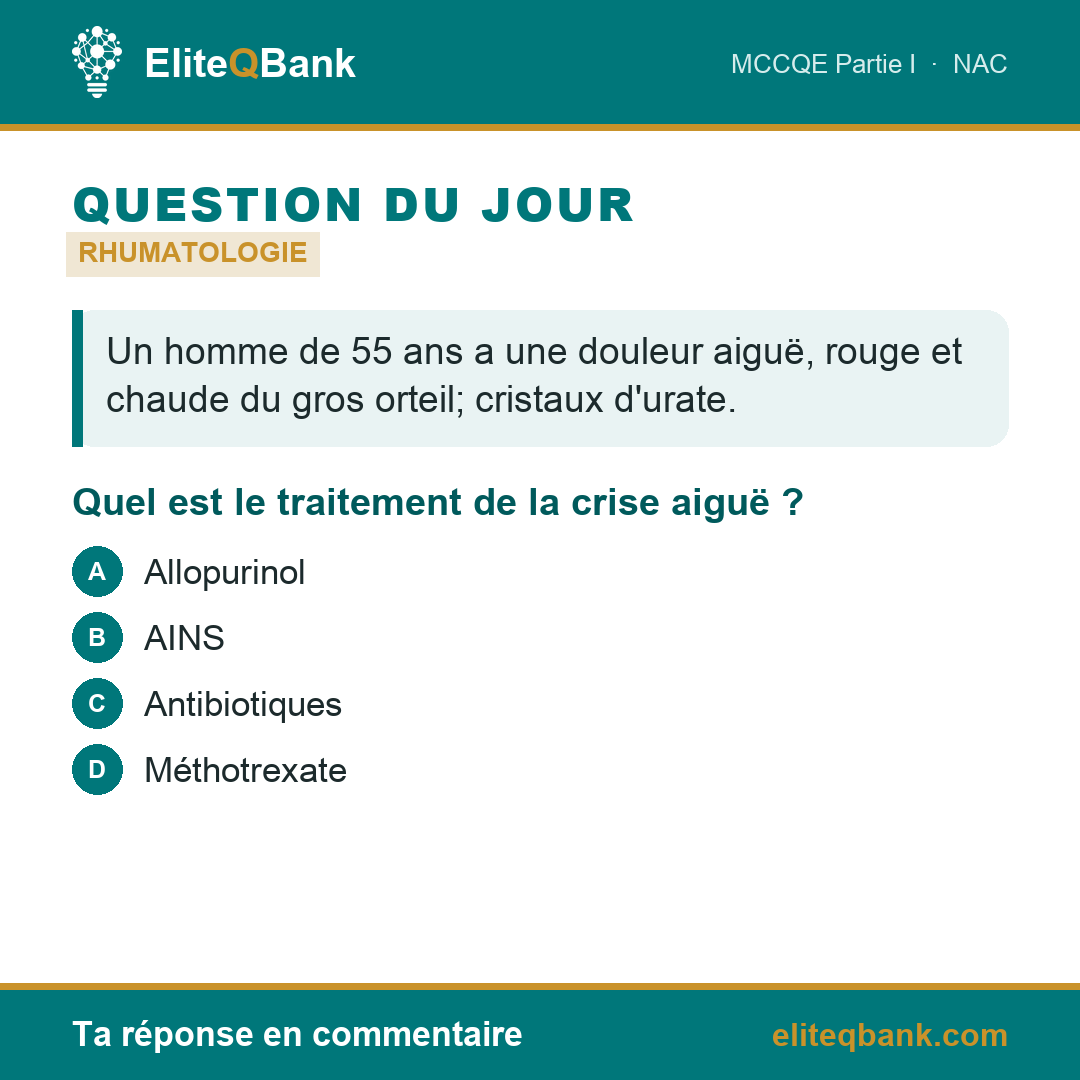 EliteQBank
MCCQE Partie I · NAC
QUESTION DU JOUR
RHUMATOLOGIE
Un homme de 55 ans a une douleur aiguë, rouge et
chaude du gros orteil; cristaux d'urate.
Quel est le traitement de la crise aiguë ?
A Allopurinol
B AINS
C Antibiotiques
D Méthotrexate
Ta réponse en commentaire
eliteqbank.com